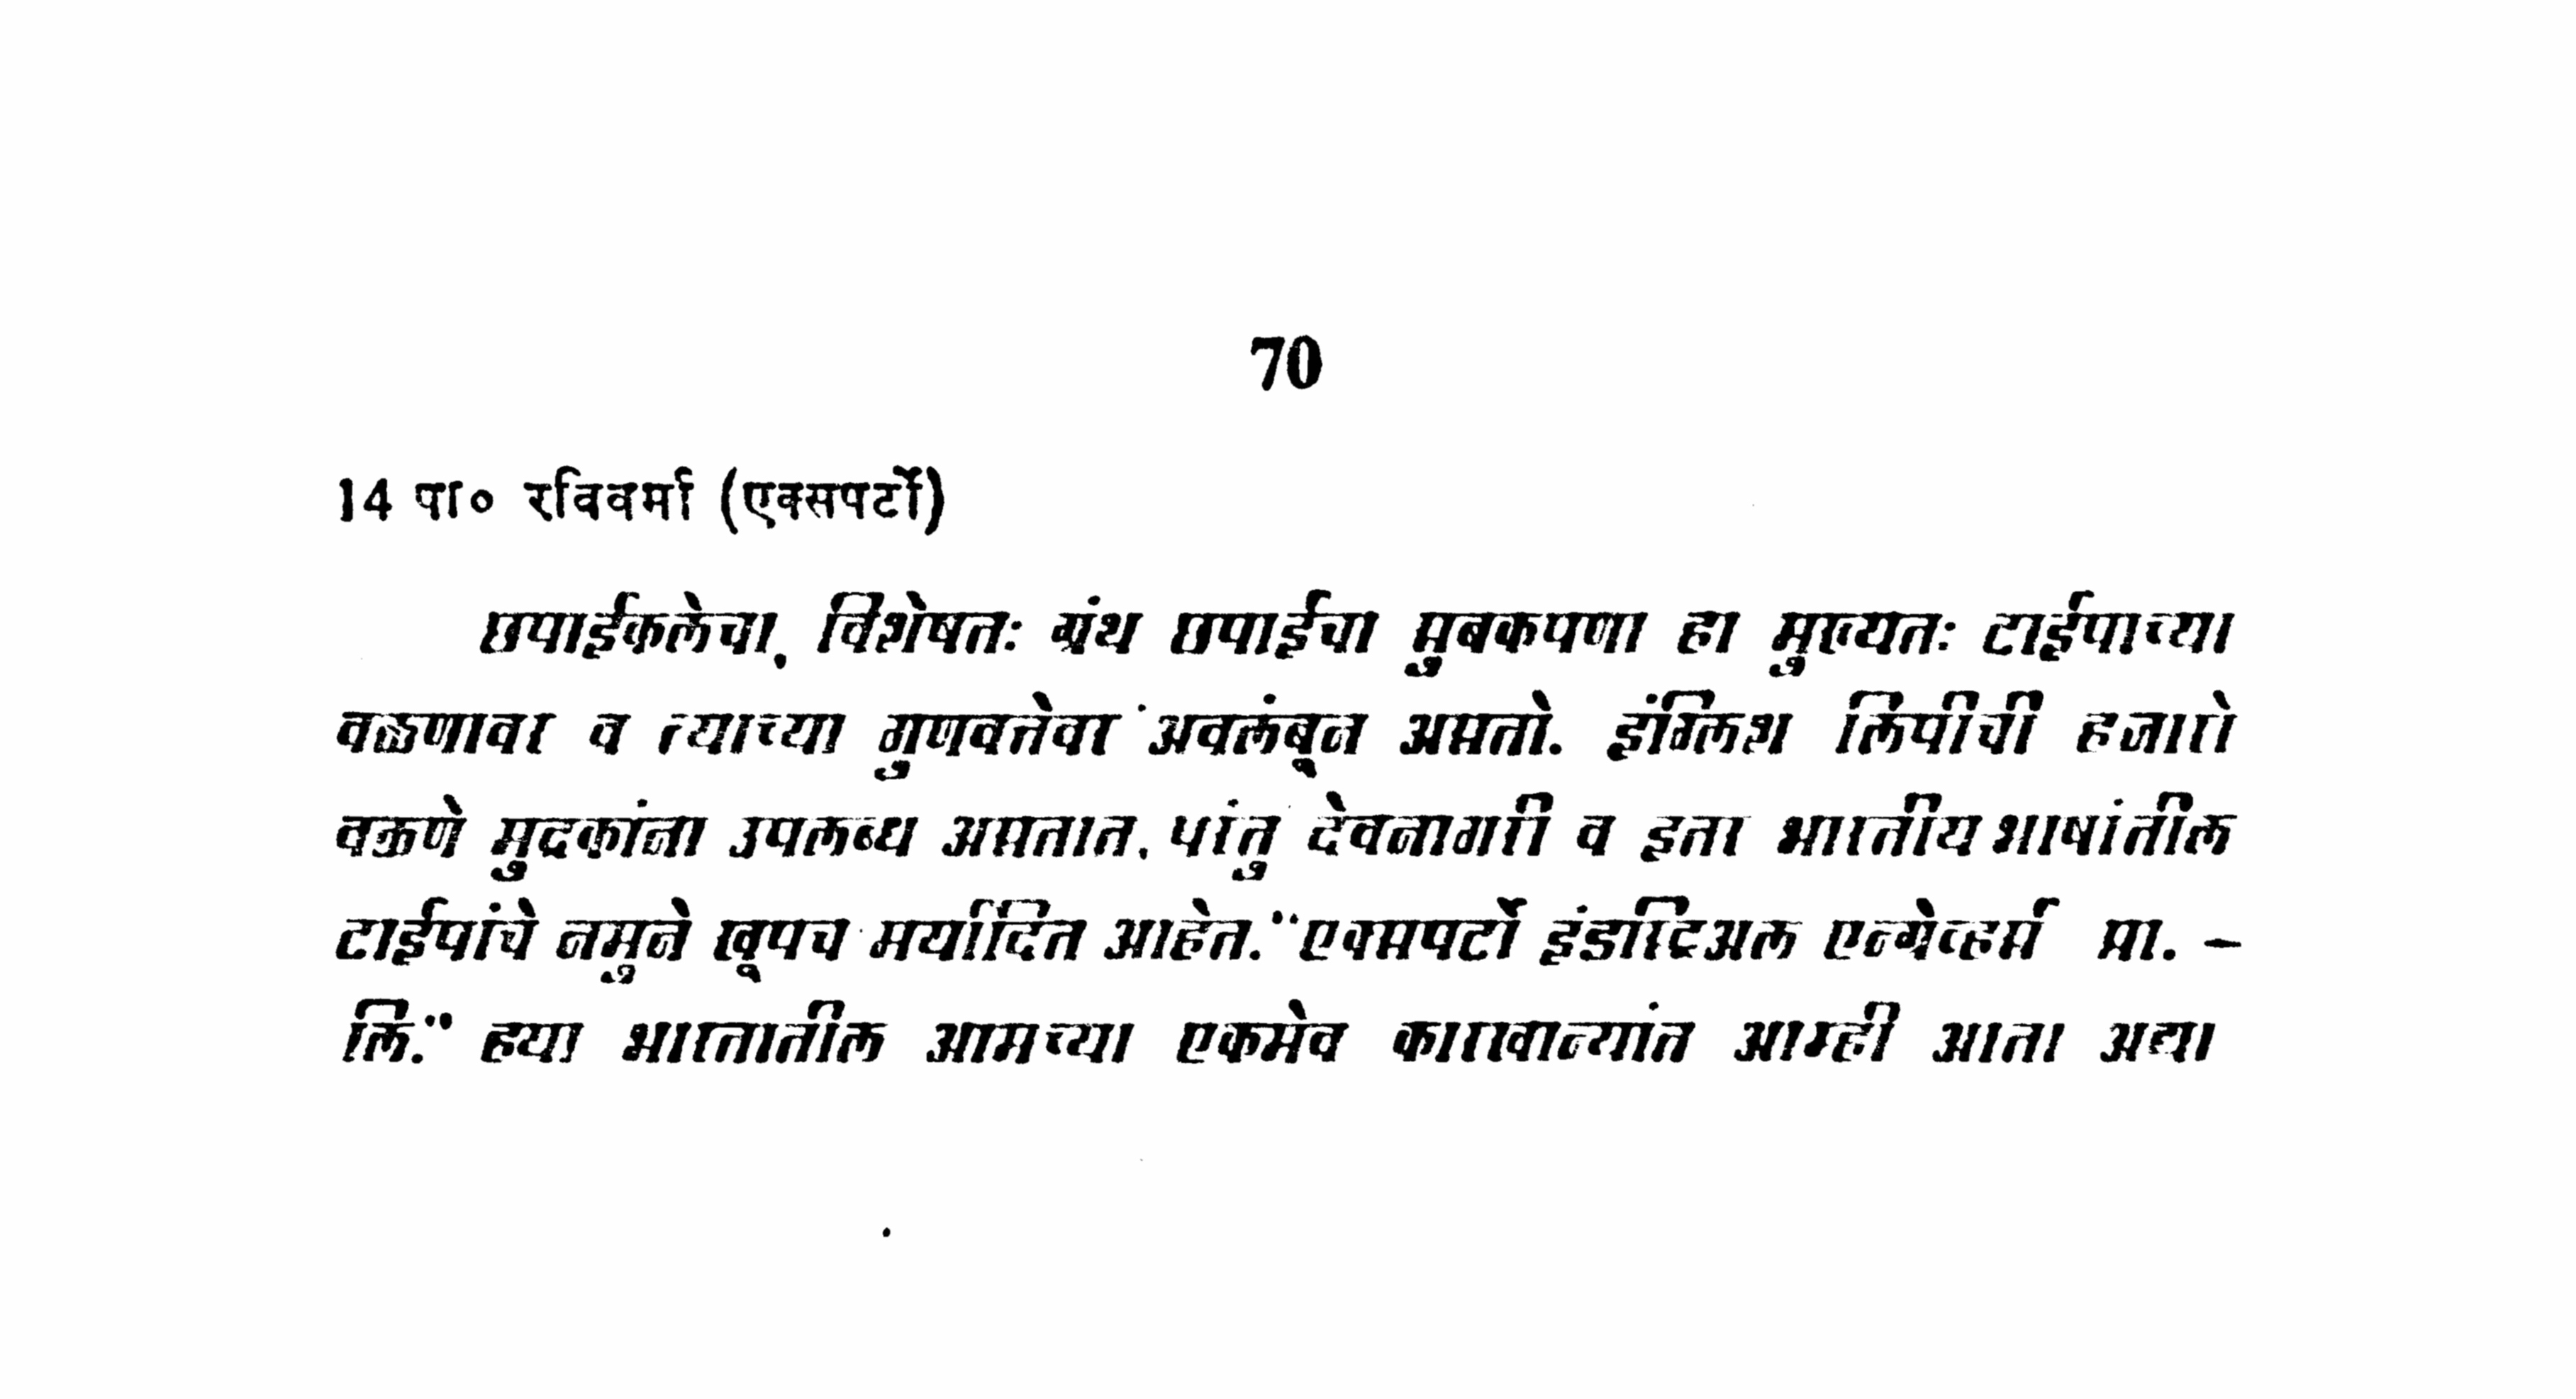 70
14 पा० रविवर्मा (एक्सपर्टो)
छपाईकलेचा, विशेषतः ग्रंथ छपाईचा सुबकपणा हा मुख्यतः टाईपाच्या
वळणावर व त्याच्या गुणवत्तेवर अवलंबून असतो. इंग्लिश लिपीची हजारो
वळणे मुद्रकांना उपलब्ध असतात. परंतु देवनागरी व इतर भारतीय भाषांतील
टाईपांचे नमुने खूपच मर्यादित आहेत. "एक्सपर्टो इंडस्ट्रिअल एन्ग्रेव्हर्स प्रा. -
लि." ह्या भारतातील आमच्या एकमेव कारखान्यांत आम्ही आता अद्या